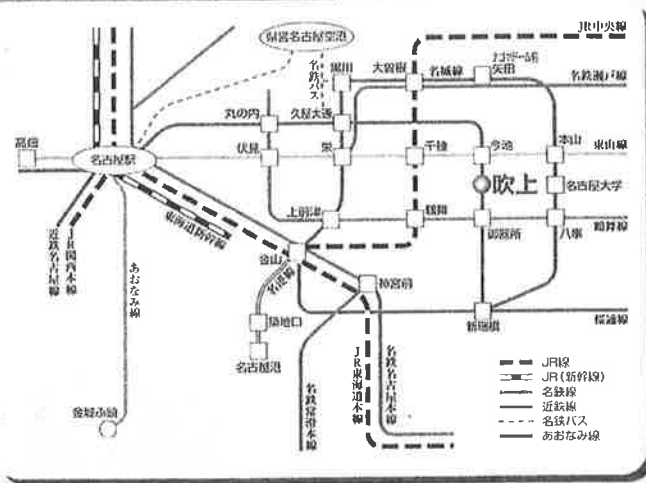 JR中央線
県営名古屋空港
名鉄バス
黒川
大曽根
名城線
ナゴヤドーム前
矢田
名鉄瀬戸線
丸の内
久屋大通
高畑
名古屋駅
伏見
栄
千種
今池
本山
東山線
吹上
名古屋大学
上前津
鶴舞
御器所
八事
鶴舞線
東海道新幹線
近鉄名古屋線
JR関西本線
あおなみ線
金山
名港線
神宮前
築地口
名古屋港
新瑞橋
桜通線
金城ふ頭
名鉄常滑本線
JR東海道本線
名鉄名古屋本線
JR線
JR(新幹線)
名鉄線
近鉄線
名鉄バス
あおなみ線